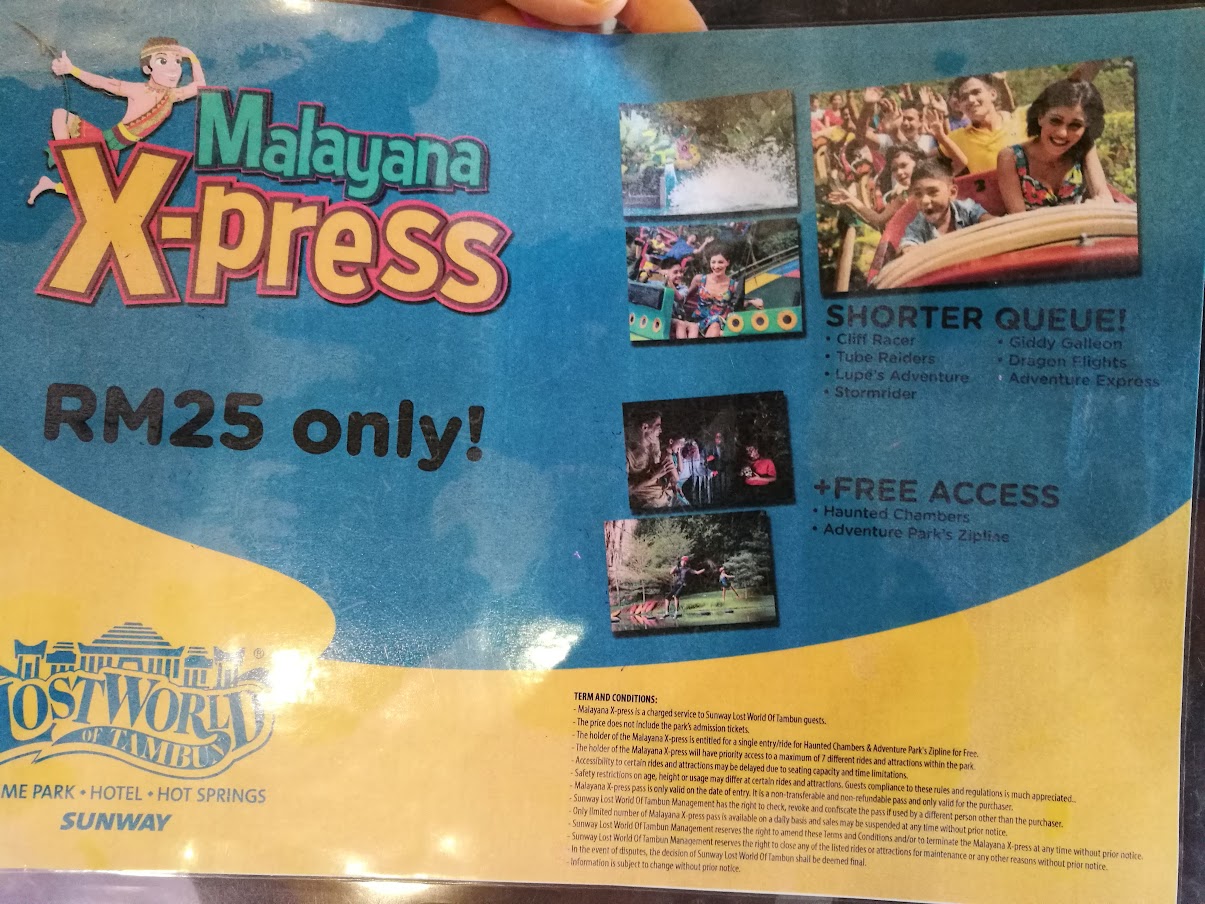 Malayana
X-press
RM25 only!
SHORTER QUEUE!
• Cliff Racer
• Tube Raiders
• Lupe's Adventure
• Stormrider
• Giddy Galleon
• Dragon Flights
• Adventure Express
+FREE ACCESS
• Haunted Chambers
• Adventure Park's Zipline
LOST WORLD ®
OF TAMBUN
ME PARK • HOTEL • HOT SPRINGS
SUNWAY
TERM AND CONDITIONS:
- Malayana X-press is a charged service to Sunway Lost World Of Tambun guests.
- The price does not include the park's admission tickets.
- The holder of the Malayana X-press is entitled for a single entry/ride for Haunted Chambers & Adventure Park's Zipline for Free.
- The holder of the Malayana X-press will have priority access to a maximum of 7 different rides and attractions within the park.
- Accessibility to certain rides and attractions may be delayed due to seating capacity and time limitations.
- Safety restrictions on age, height or usage may differ at certain rides and attractions. Guests compliance to these rules and regulations is much appreciated..
- Malayana X-press pass is only valid on the date of entry. It is a non-transferable and non-refundable pass and only valid for the purchaser.
- Sunway Lost World Of Tambun Management has the right to check, revoke and confiscate the pass if used by a different person other than the purchaser.
- Only limited number of Malayana X-press pass is available on a daily basis and sales may be suspended at any time without prior notice.
- Sunway Lost World Of Tambun Management reserves the right to amend these Terms and Conditions and/or to terminate the Malayana X-press at any time without prior notice.
- Sunway Lost World Of Tambun Management reserves the right to close any of the listed rides or attractions for maintenance or any other reasons without prior notice.
- In the event of disputes, the decision of Sunway Lost World Of Tambun shall be deemed final.
- Information is subject to change without prior notice.